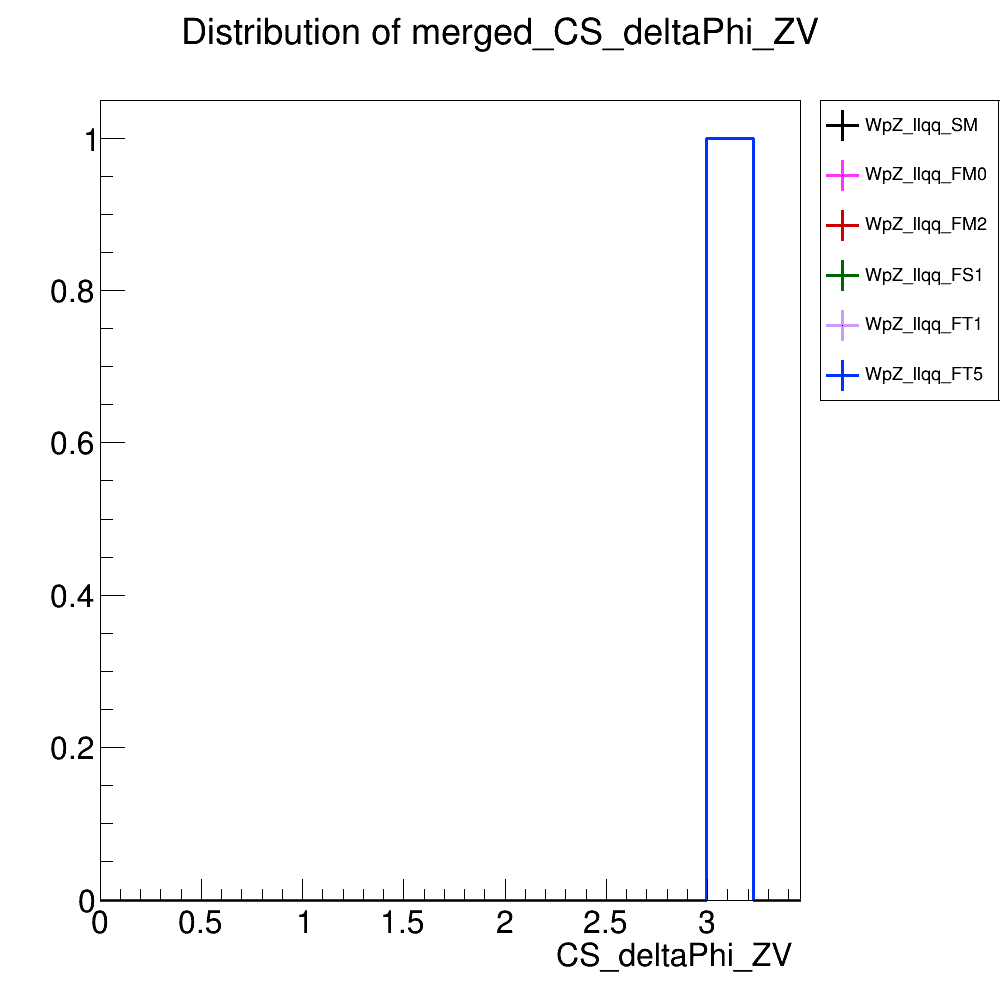 Distribution of merged_CS_deltaPhi_ZV
1
0.8
0.6
0.4
0.2
0
0 0.5 1 1.5 2 2.5 3
CS_deltaPhi_ZV
WpZ_llqq_SM
WpZ_llqq_FM0
WpZ_llqq_FM2
WpZ_llqq_FS1
WpZ_llqq_FT1
WpZ_llqq_FT5